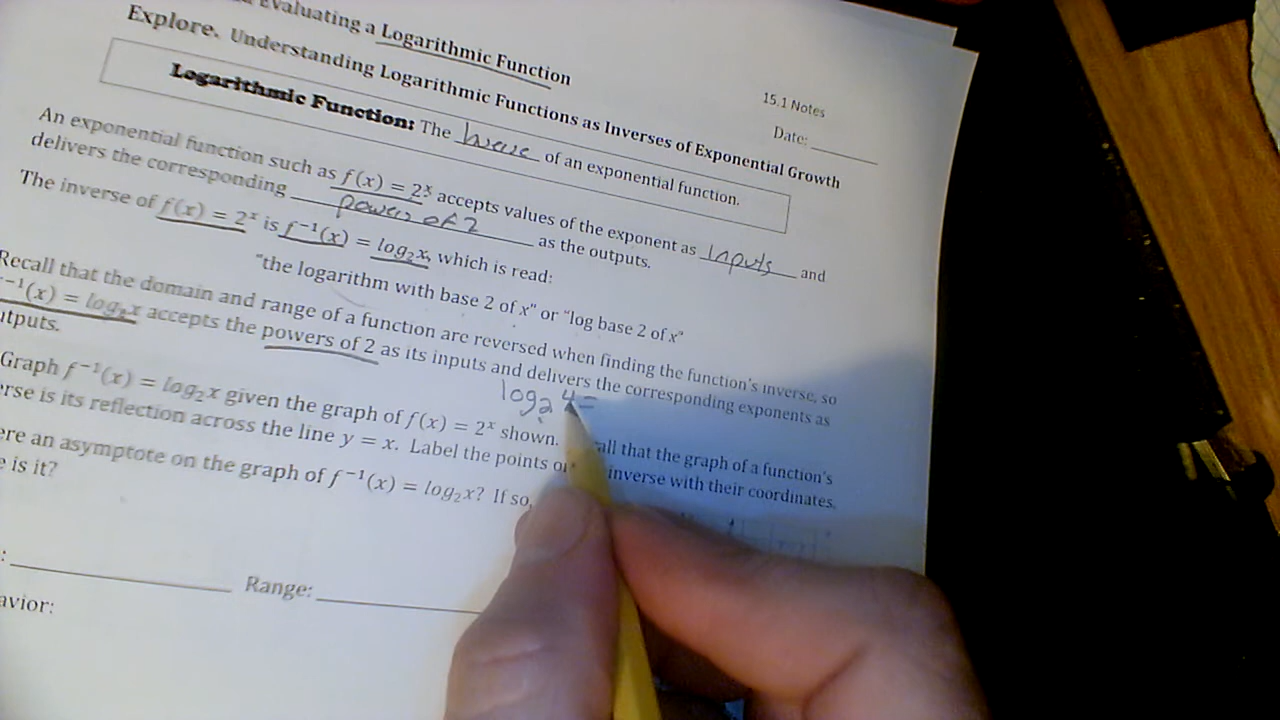 Evaluating a Logarithmic Function
15.1 Notes
Date:
Explore. Understanding Logarithmic Functions as Inverses of Exponential Growth
Logarithmic Function: The Inverse of an exponential function.
An exponential function such as f(x) = 2ˣ accepts values of the exponent as Inputs and
delivers the corresponding power of 2 as the outputs.
The inverse of f(x) = 2ˣ is f⁻¹(x) = log₂x, which is read:
"the logarithm with base 2 of x" or "log base 2 of x"
Recall that the domain and range of a function are reversed when finding the function's inverse, so
⁻¹(x) = log₂x accepts the powers of 2 as its inputs and delivers the corresponding exponents as
utputs.
log₂4=
Graph f⁻¹(x) = log₂x given the graph of f(x) = 2ˣ shown. all that the graph of a function's
erse is its reflection across the line y = x. Label the points o inverse with their coordinates.
ere an asymptote on the graph of f⁻¹(x) = log₂x? If so,
e is it?
: Range:
avior: